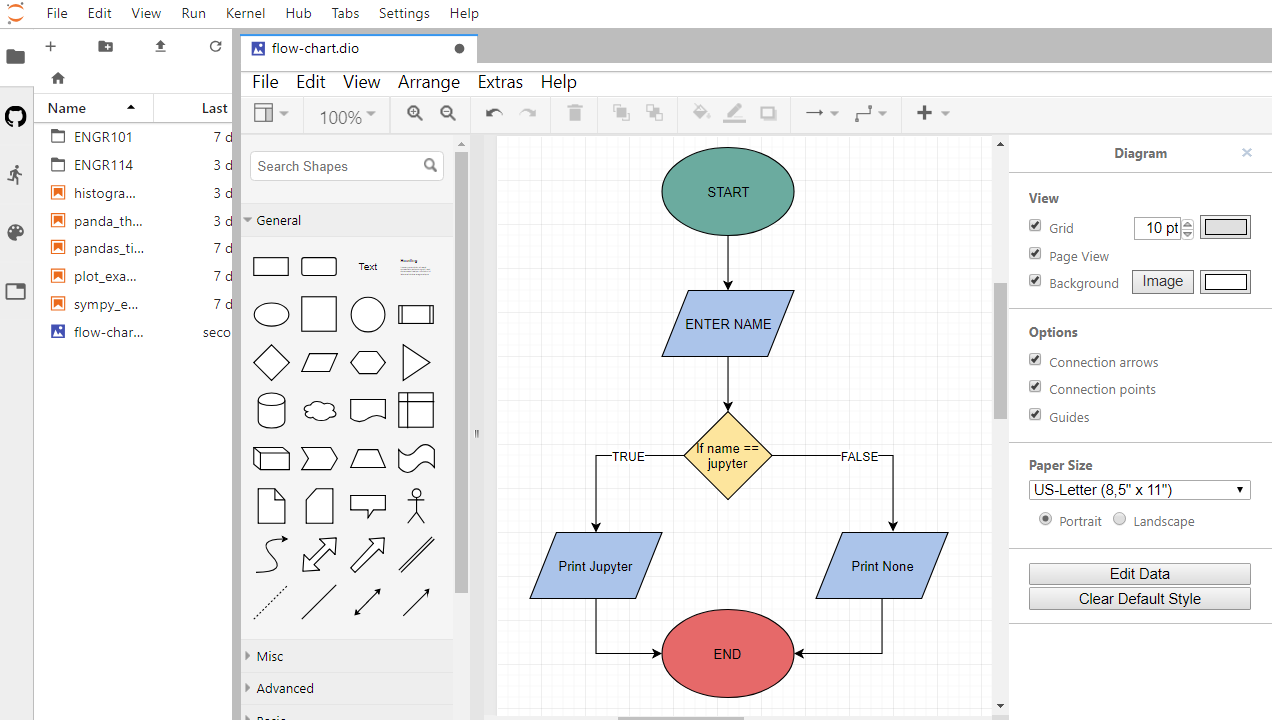 File Edit View Run Kernel Hub Tabs Settings Help
flow-chart.dio
File Edit View Arrange Extras Help
100%
Name Last
ENGR101 7 d
ENGR114 3 d
histogra... 3 d
panda_th... 3 d
pandas_ti... 7 d
plot_exa... 7 d
sympy_e... 7 d
flow-char... seco
Search Shapes
General
Text
Heading
Misc
Advanced
START
ENTER NAME
If name ==
jupyter
TRUE
FALSE
Print Jupyter
Print None
END
Diagram
View
Grid 10 pt
Page View
Background Image
Options
Connection arrows
Connection points
Guides
Paper Size
US-Letter (8,5" x 11")
Portrait Landscape
Edit Data
Clear Default Style